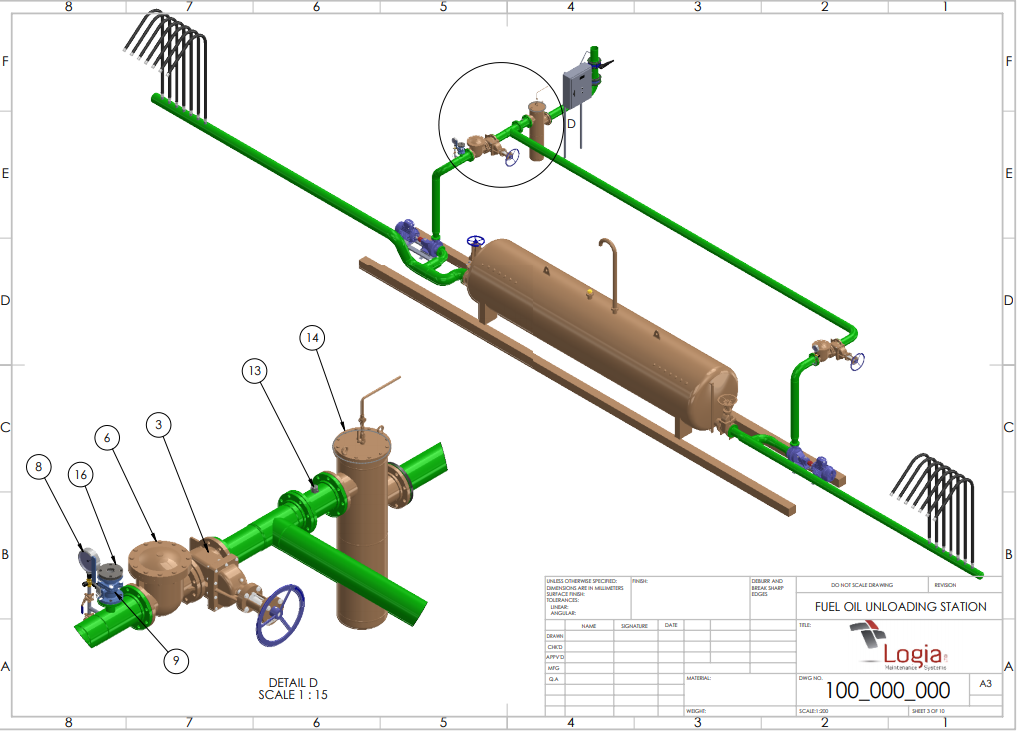 8 7 6 5 4 3 2 1
F F
E E
D D
C C
B B
A A
D
14
13
3
6
16
8
9
DETAIL D
SCALE 1 : 15
UNLESS OTHERWISE SPECIFIED:
DIMENSIONS ARE IN MILLIMETERS
SURFACE FINISH:
TOLERANCES:
LINEAR:
ANGULAR:
FINISH:
DEBURR AND
BREAK SHARP
EDGES
DO NOT SCALE DRAWING
REVISION
FUEL OIL UNLOADING STATION
NAME SIGNATURE DATE
DRAWN
CHK'D
APPV'D
MFG
Q.A
TITLE:
Logia
Maintenance Systems
MATERIAL:
DWG NO.
100_000_000
A3
WEIGHT:
SCALE:1:200
SHEET 3 OF 10
8 7 6 5 4 3 2 1